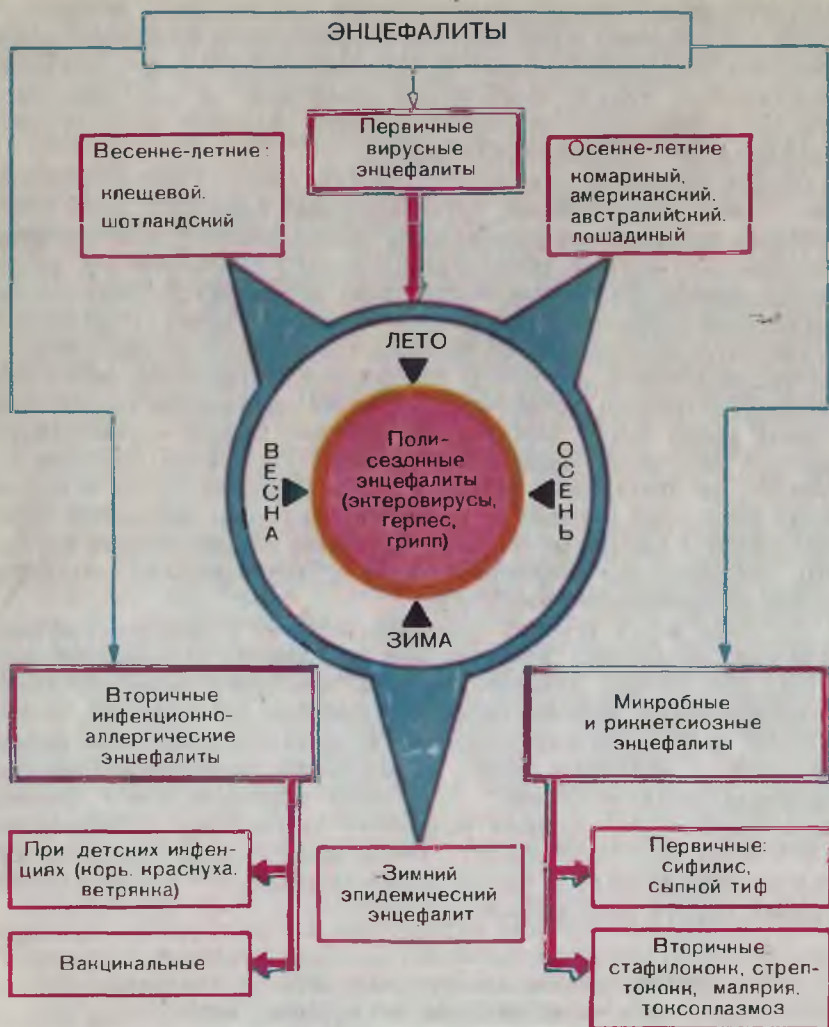 ЭНЦЕФАЛИТЫ
Первичные
вирусные
энцефалиты
Весенне-летние:
клещевой.
шотландский
Осенне-летние
комариный,
американский.
австралийский.
лошадиный
ЛЕТО
ВЕСНА
Поли-
сезонные
энцефалиты
(энтеровирусы,
герпес,
грипп)
ОСЕНЬ
ЗИМА
Вторичные
инфекционно-
аллергические
энцефалиты
Микробные
и риккетсиозные
энцефалиты
При детских инфек-
циях (корь. краснуха.
ветрянка)
Вакцинальные
Зимний
эпидемический
энцефалит
Первичные:
сифилис,
сыпной тиф
Вторичные
стафилококк, стреп-
тококк, малярия.
токсоплазмоз